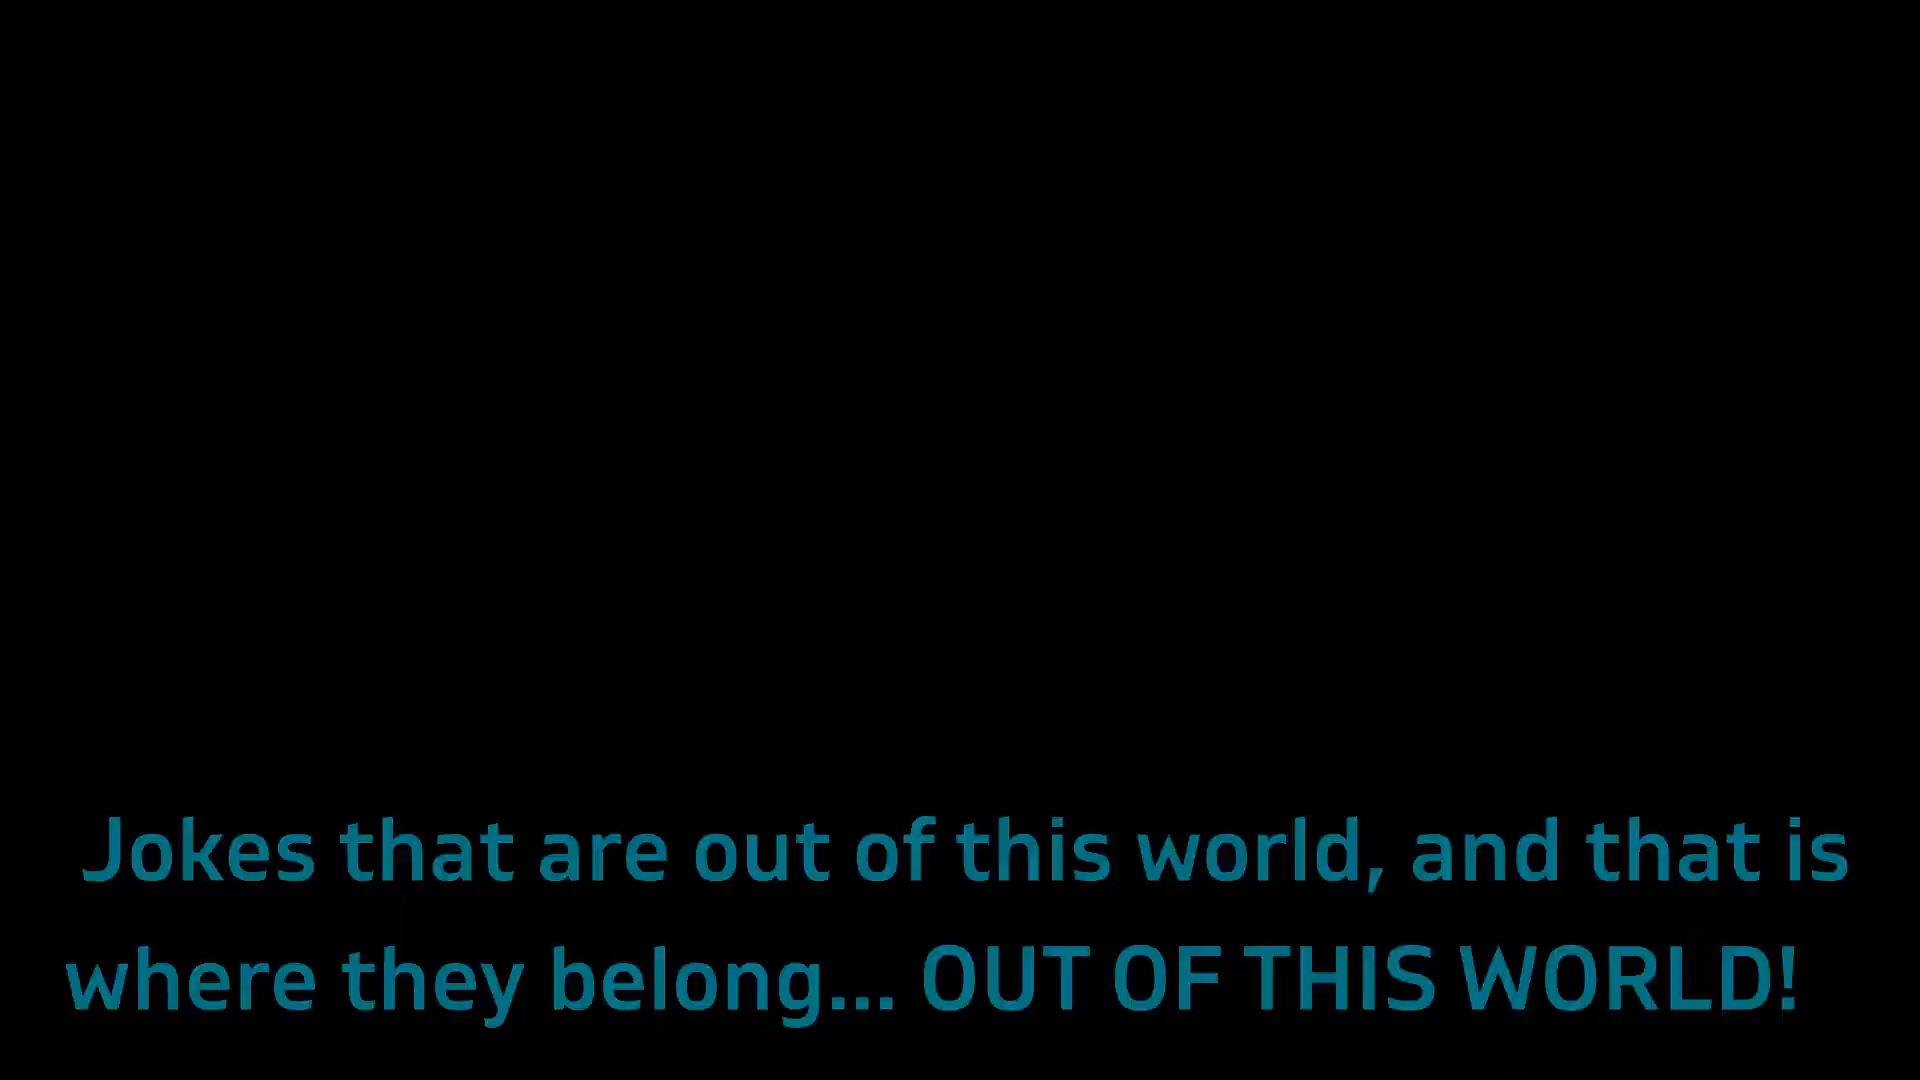 Jokes that are out of this world, and that is
where they belong... OUT OF THIS WORLD!